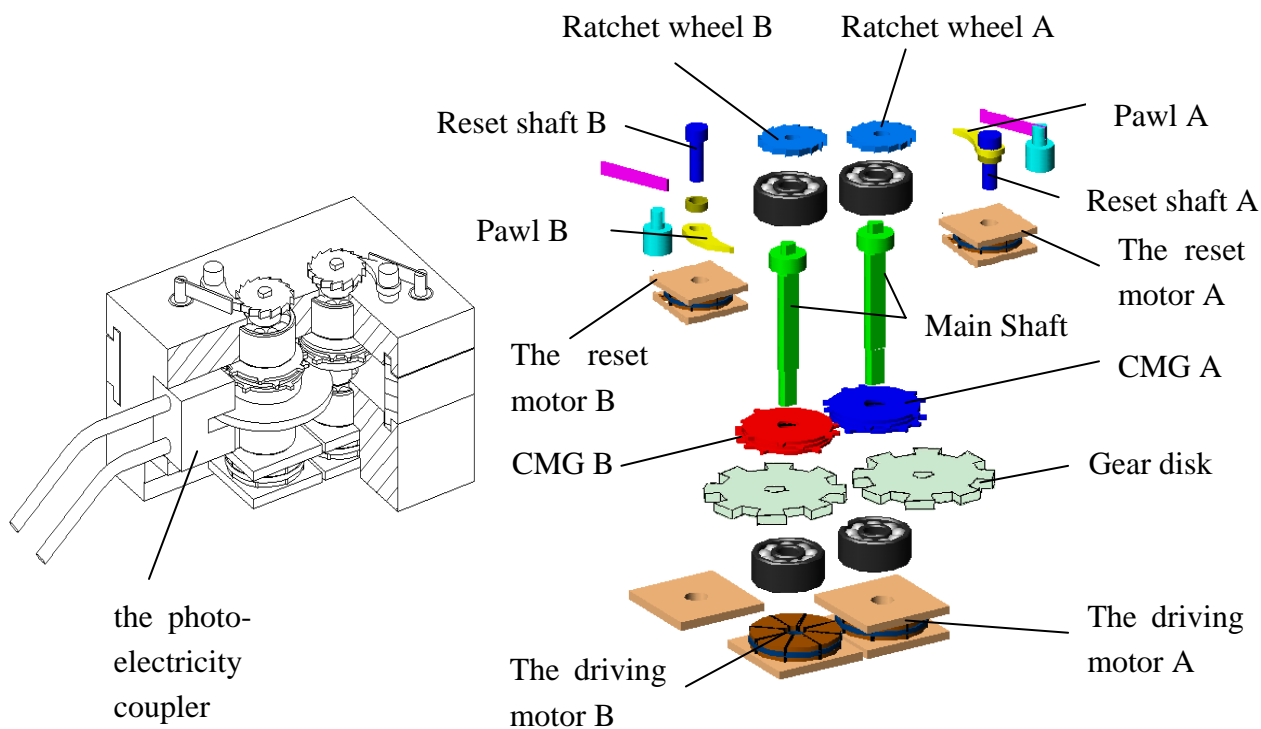 Ratchet wheel B
Ratchet wheel A
Reset shaft B
Pawl A
Pawl B
Reset shaft A
The reset
motor A
Main Shaft
The reset
motor B
CMG A
CMG B
Gear disk
the photo-
electricity
coupler
The driving
motor B
The driving
motor A